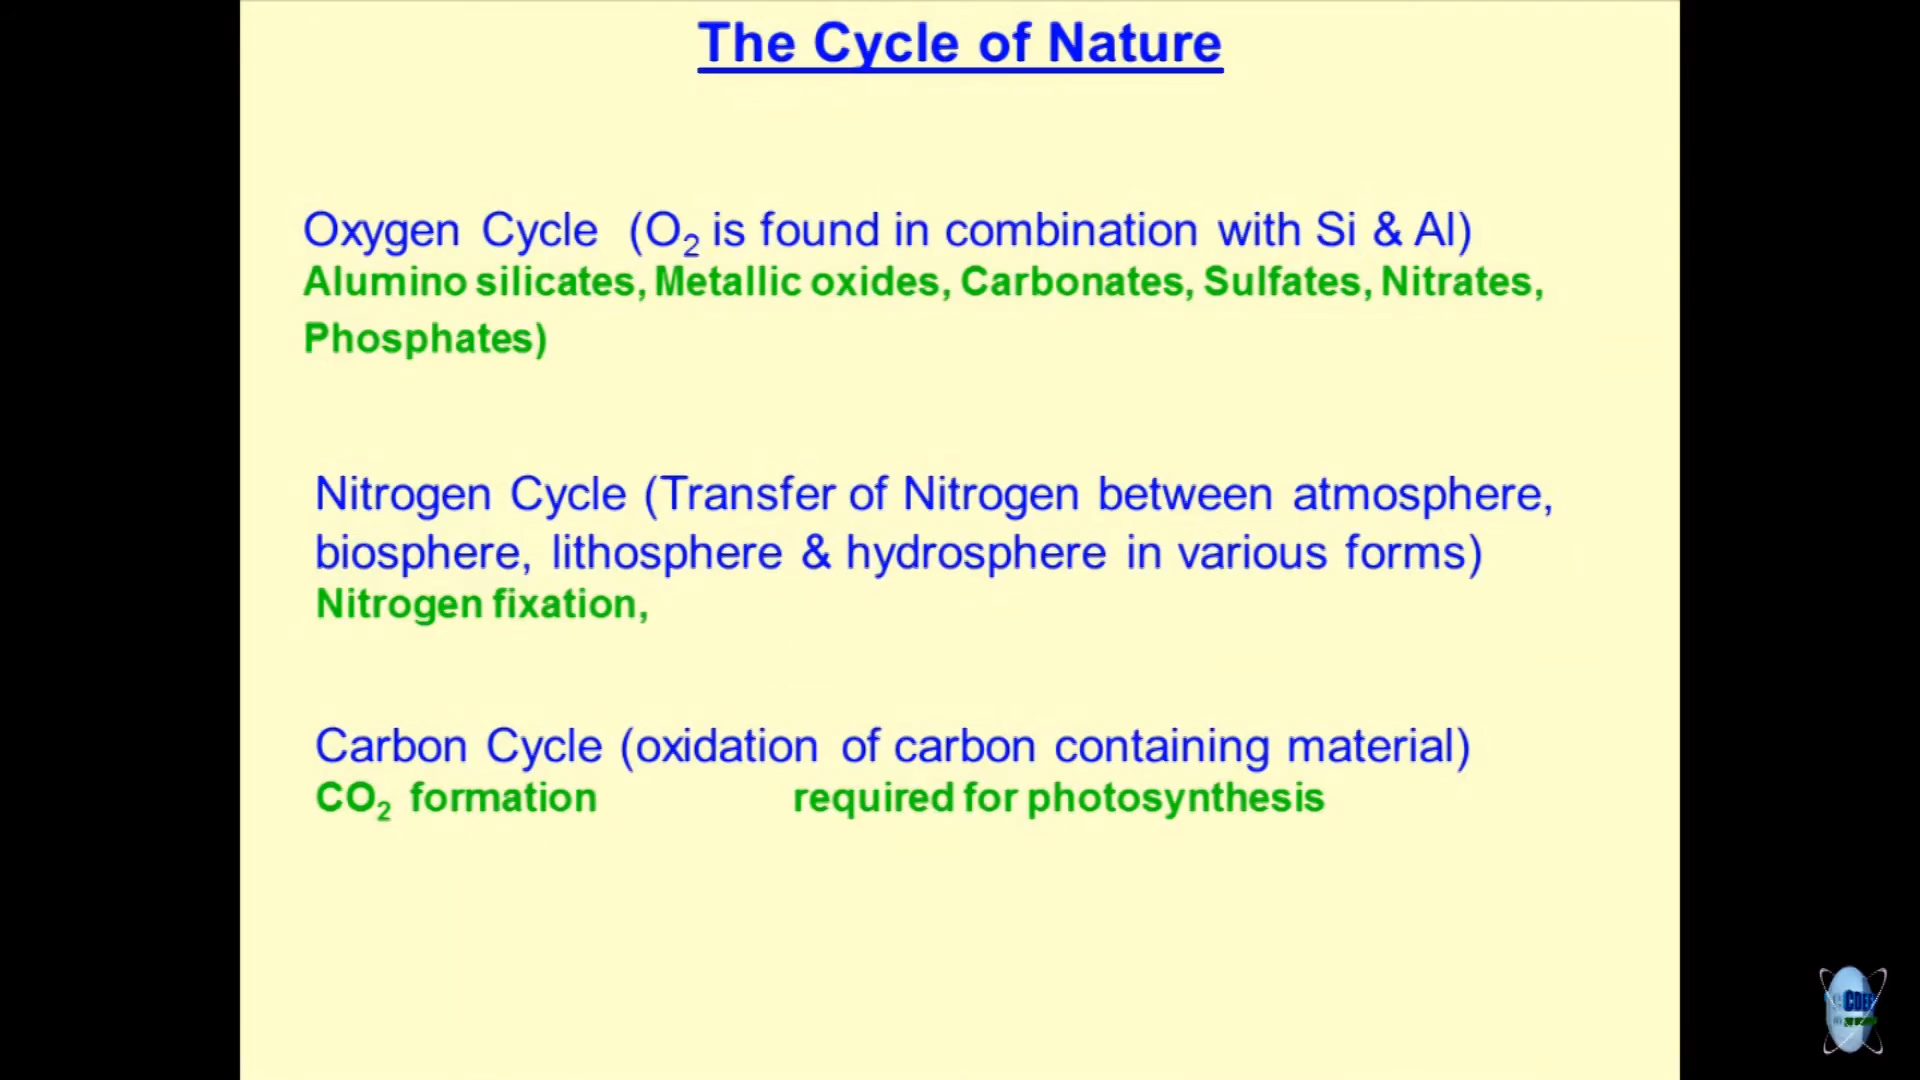 The Cycle of Nature
Oxygen Cycle (O₂ is found in combination with Si & Al)
Alumino silicates, Metallic oxides, Carbonates, Sulfates, Nitrates,
Phosphates)
Nitrogen Cycle (Transfer of Nitrogen between atmosphere,
biosphere, lithosphere & hydrosphere in various forms)
Nitrogen fixation,
Carbon Cycle (oxidation of carbon containing material)
CO₂ formation required for photosynthesis